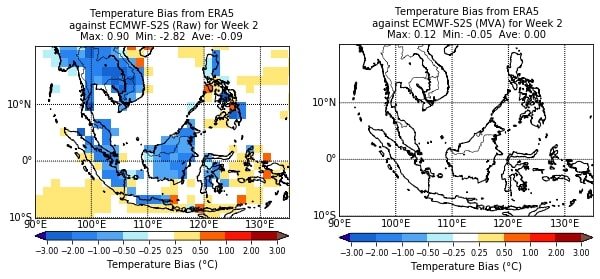 Temperature Bias from ERA5
against ECMWF-S2S (Raw) for Week 2
Max: 0.90 Min: -2.82 Ave: -0.09
10°N
0°
10°S
90°E 100°E 110°E 120°E 130°E
−3.00 −2.00 −1.00 −0.50 −0.25 0.25 0.50 1.00 2.00 3.00
Temperature Bias (°C)
Temperature Bias from ERA5
against ECMWF-S2S (MVA) for Week 2
Max: 0.12 Min: -0.05 Ave: 0.00
10°N
0°
10°S
90°E 100°E 110°E 120°E 130°E
−3.00 −2.00 −1.00 −0.50 −0.25 0.25 0.50 1.00 2.00 3.00
Temperature Bias (°C)